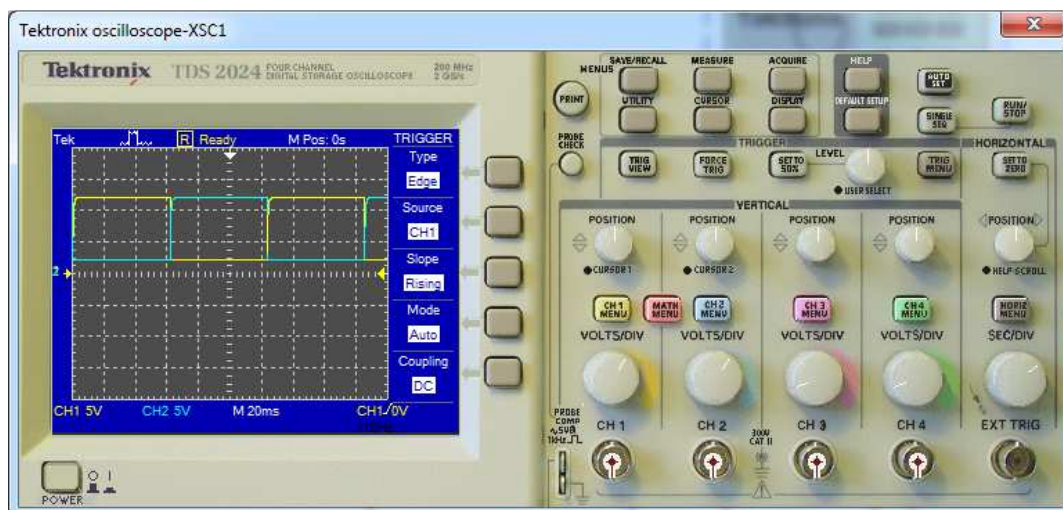 Tektronix oscilloscope-XSC1
Tektronix TDS 2024 FOUR CHANNEL DIGITAL STORAGE OSCILLOSCOPE 200 MHz 2 GS/s
Tek R Ready M Pos: 0s TRIGGER
Type
Edge
Source
CH1
Slope
Rising
Mode
Auto
Coupling
DC
2
CH1 5V CH2 5V M 20ms CH1 0V
POWER
MENUS
SAVE/RECALL MEASURE ACQUIRE
UTILITY CURSOR DISPLAY
PRINT
HELP
DEFAULT SETUP
AUTO SET
SINGLE SEQ
RUN/ STOP
PROBE CHECK
TRIGGER
TRIG VIEW
FORCE TRIG
SET TO 50%
LEVEL
USER SELECT
TRIG MENU
HORIZONTAL
SET TO ZERO
VERTICAL
POSITION POSITION POSITION POSITION POSITION
CURSOR 1 CURSOR 2 HELP SCROLL
CH 1 MENU
MATH MENU
CH 2 MENU
CH 3 MENU
CH 4 MENU
HORIZ MENU
VOLTS/DIV VOLTS/DIV VOLTS/DIV VOLTS/DIV SEC/DIV
PROBE COMP
~5V@
1kHz
CH 1 CH 2 300V CAT II CH 3 CH 4 EXT TRIG